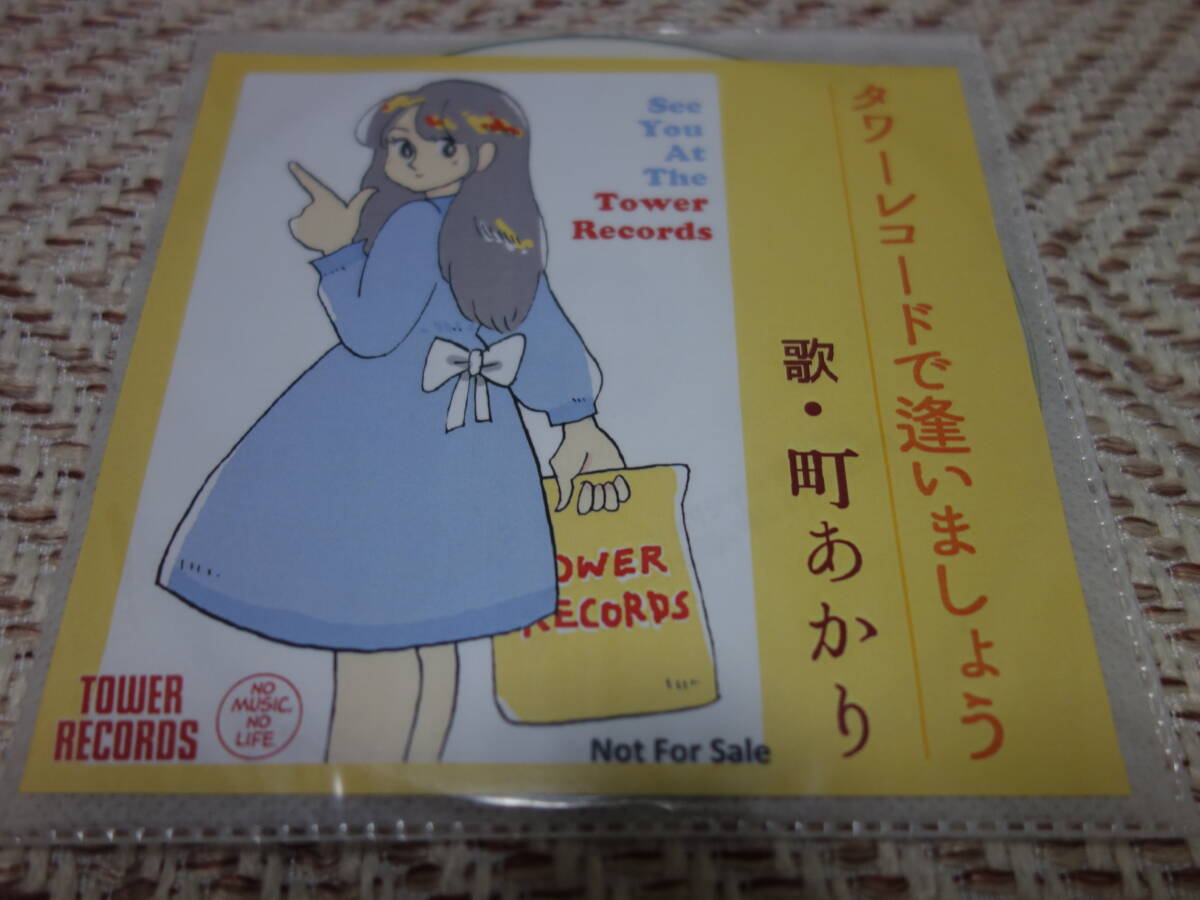 タワーレコードで逢いましょう
歌・町あかり
See
You
At
The
Tower
Records
OWER
RECORDS
TOWER
RECORDS
NO
MUSIC,
NO
LIFE
Not For Sale